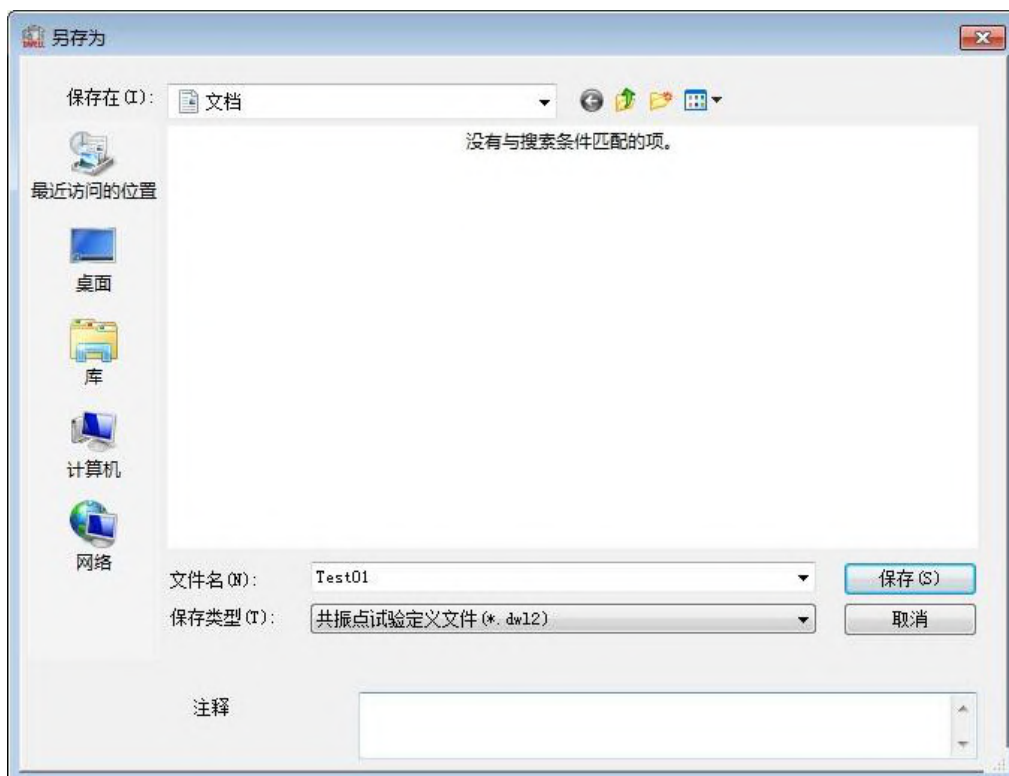 另存为
保存在(I):
文档
没有与搜索条件匹配的项。
最近访问的位置
桌面
库
计算机
网络
文件名(N):
Test01
保存(S)
保存类型(T):
共振点试验定义文件(*.dwl2)
取消
注释